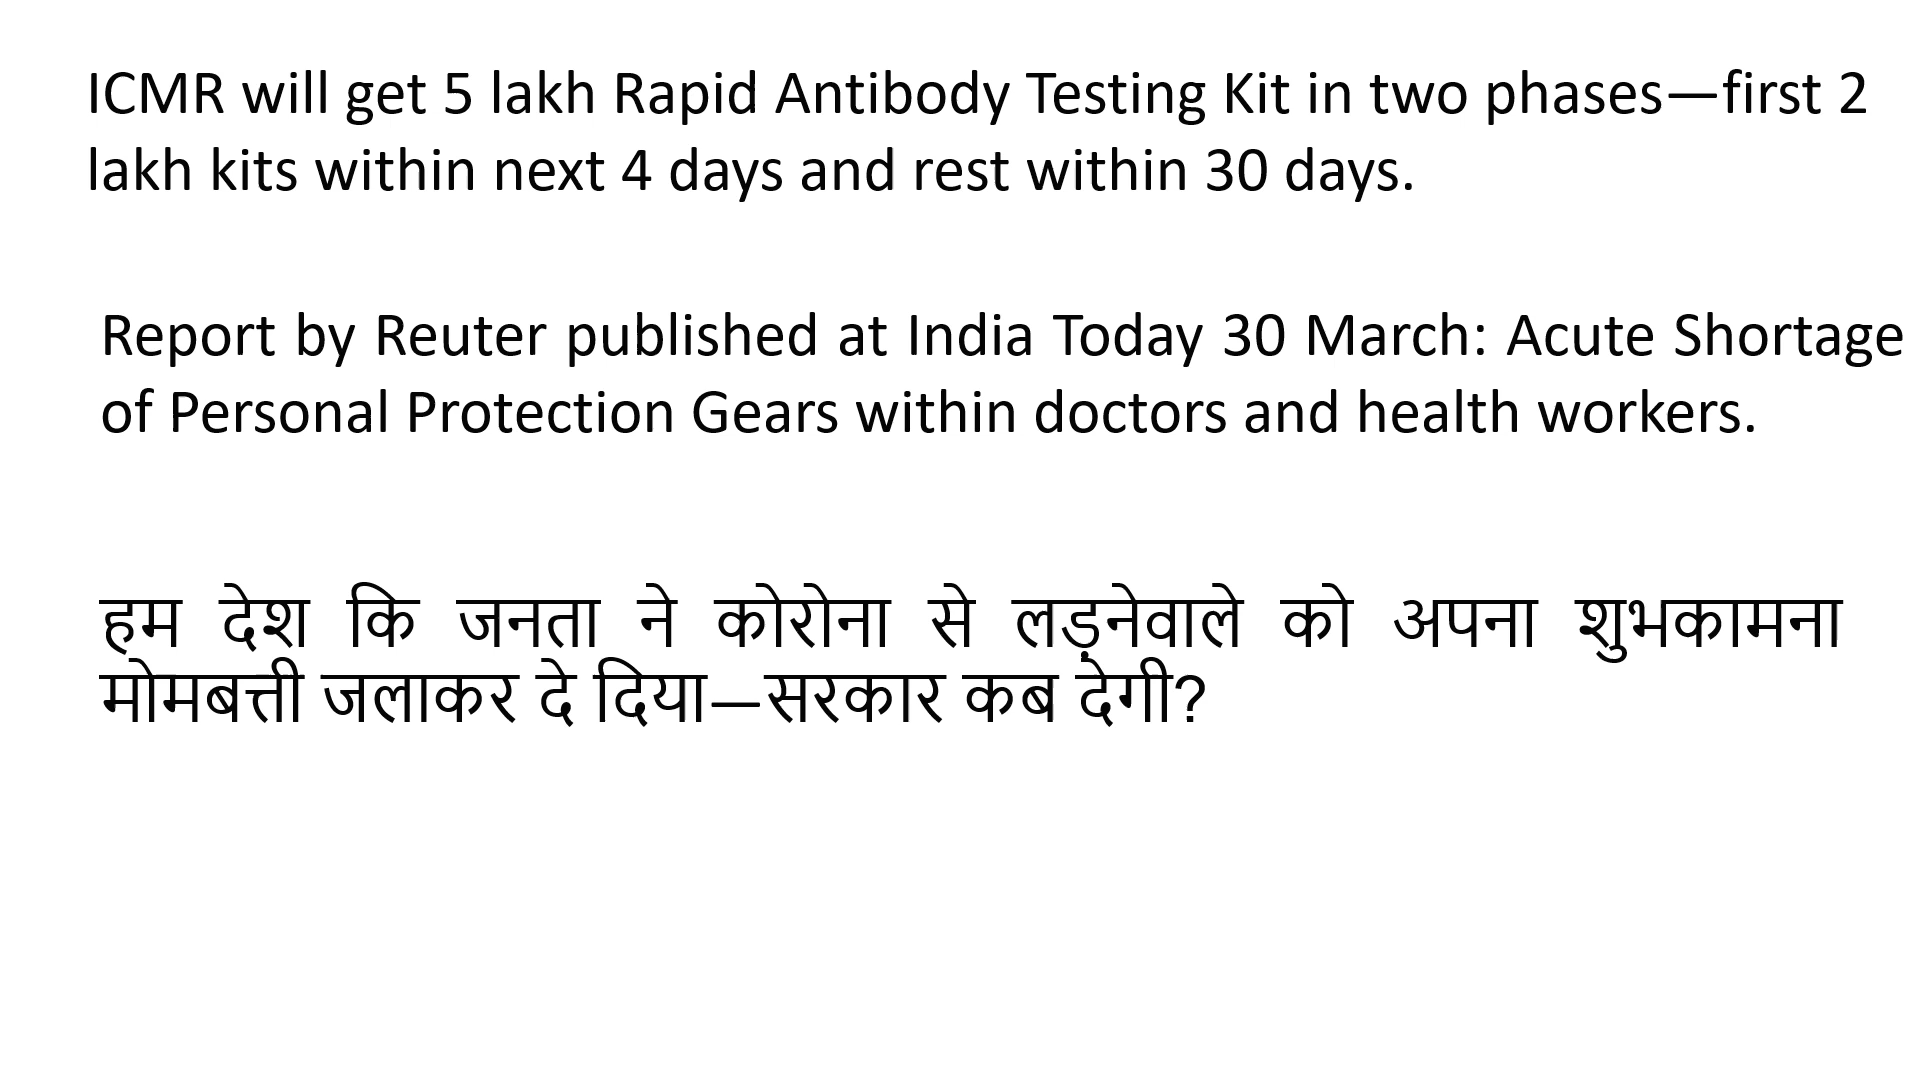 ICMR will get 5 lakh Rapid Antibody Testing Kit in two phases—first 2
lakh kits within next 4 days and rest within 30 days.
Report by Reuter published at India Today 30 March: Acute Shortage
of Personal Protection Gears within doctors and health workers.
हम देश कि जनता ने कोरोना से लड़नेवाले को अपना शुभकामना
मोमबत्ती जलाकर दे दिया—सरकार कब देगी?